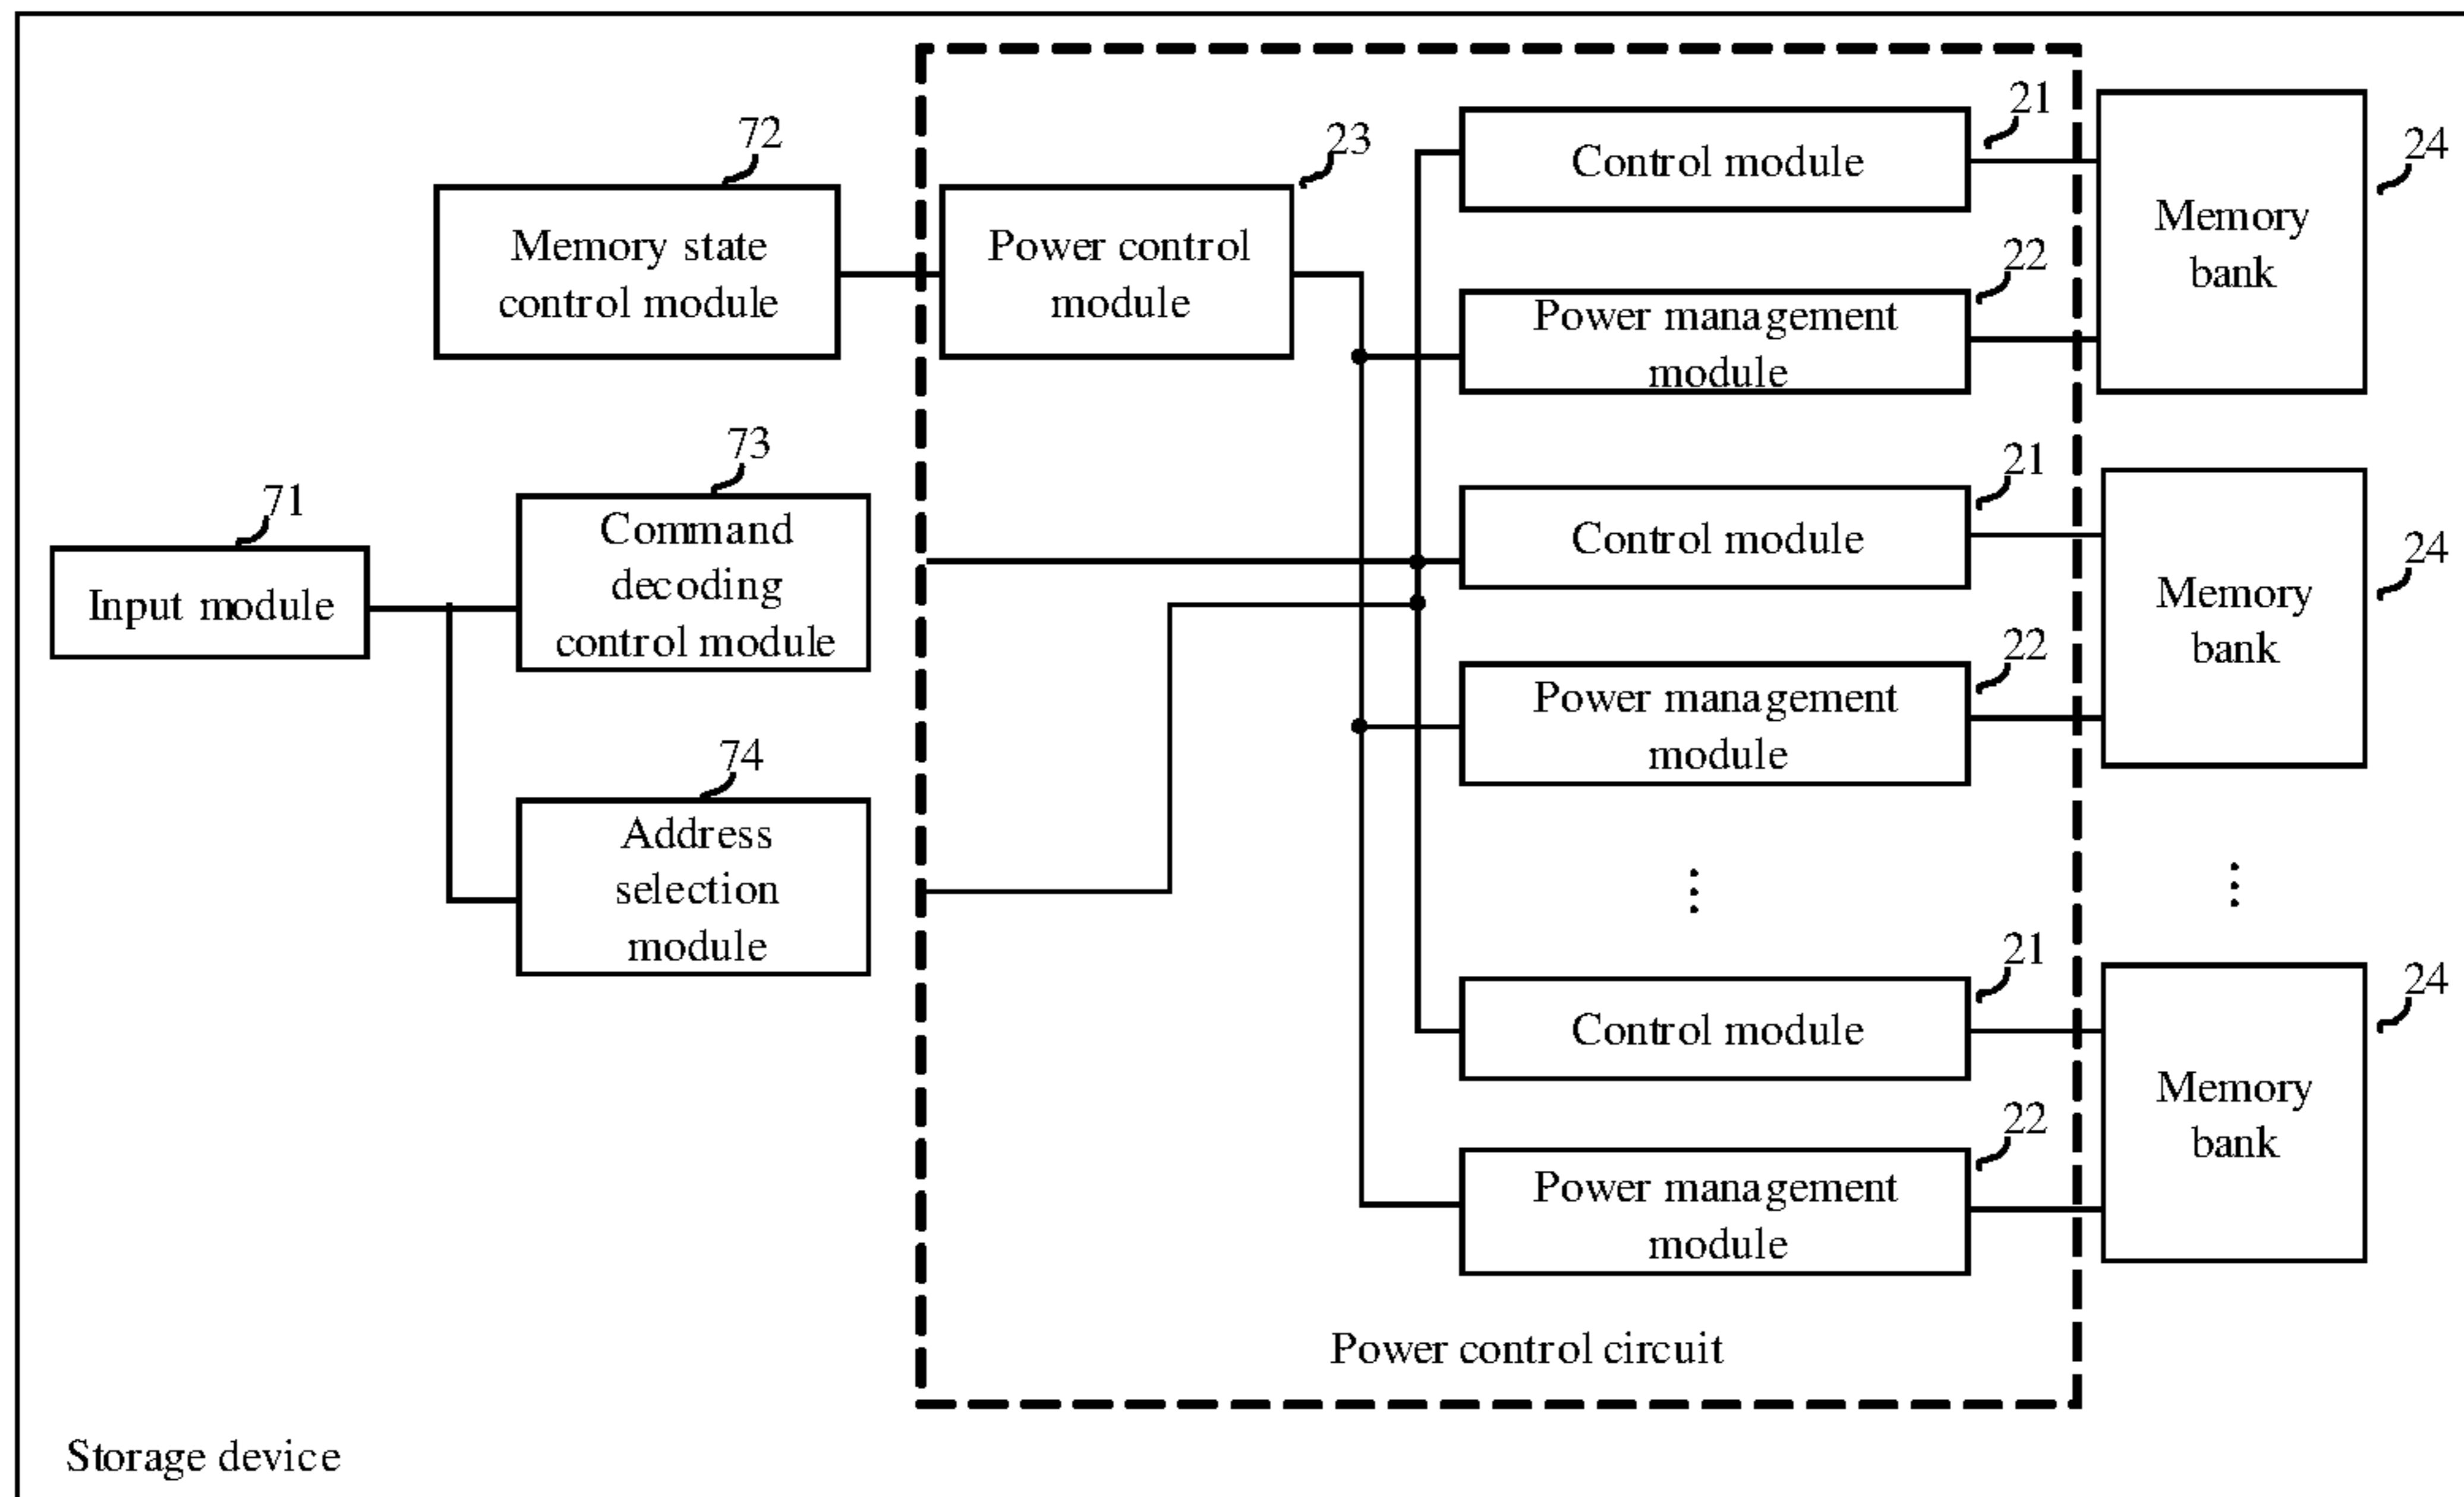 72
Memory state
control module
23
Power control
module
21
Control module
22
Power management
module
24
Memory
bank
71
Input module
73
Command
decoding
control module
74
Address
selection
module
21
Control module
22
Power management
module
24
Memory
bank
21
Control module
22
Power management
module
24
Memory
bank
Power control circuit
Storage device